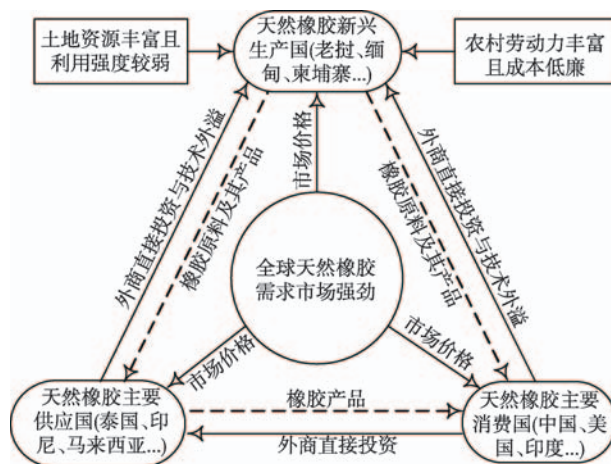 土地资源丰富且
利用强度较弱
天然橡胶新兴
生产国(老挝、缅
甸、柬埔寨...)
农村劳动力丰富
且成本低廉
外商直接投资与技术外溢
橡胶原料及其产品
市场价格
橡胶原料及其产品
外商直接投资与技术外溢
全球天然橡胶
需求市场强劲
市场价格
市场价格
天然橡胶主要
供应国(泰国、印
尼、马来西亚...)
橡胶产品
外商直接投资
天然橡胶主要
消费国(中国、美
国、印度...)